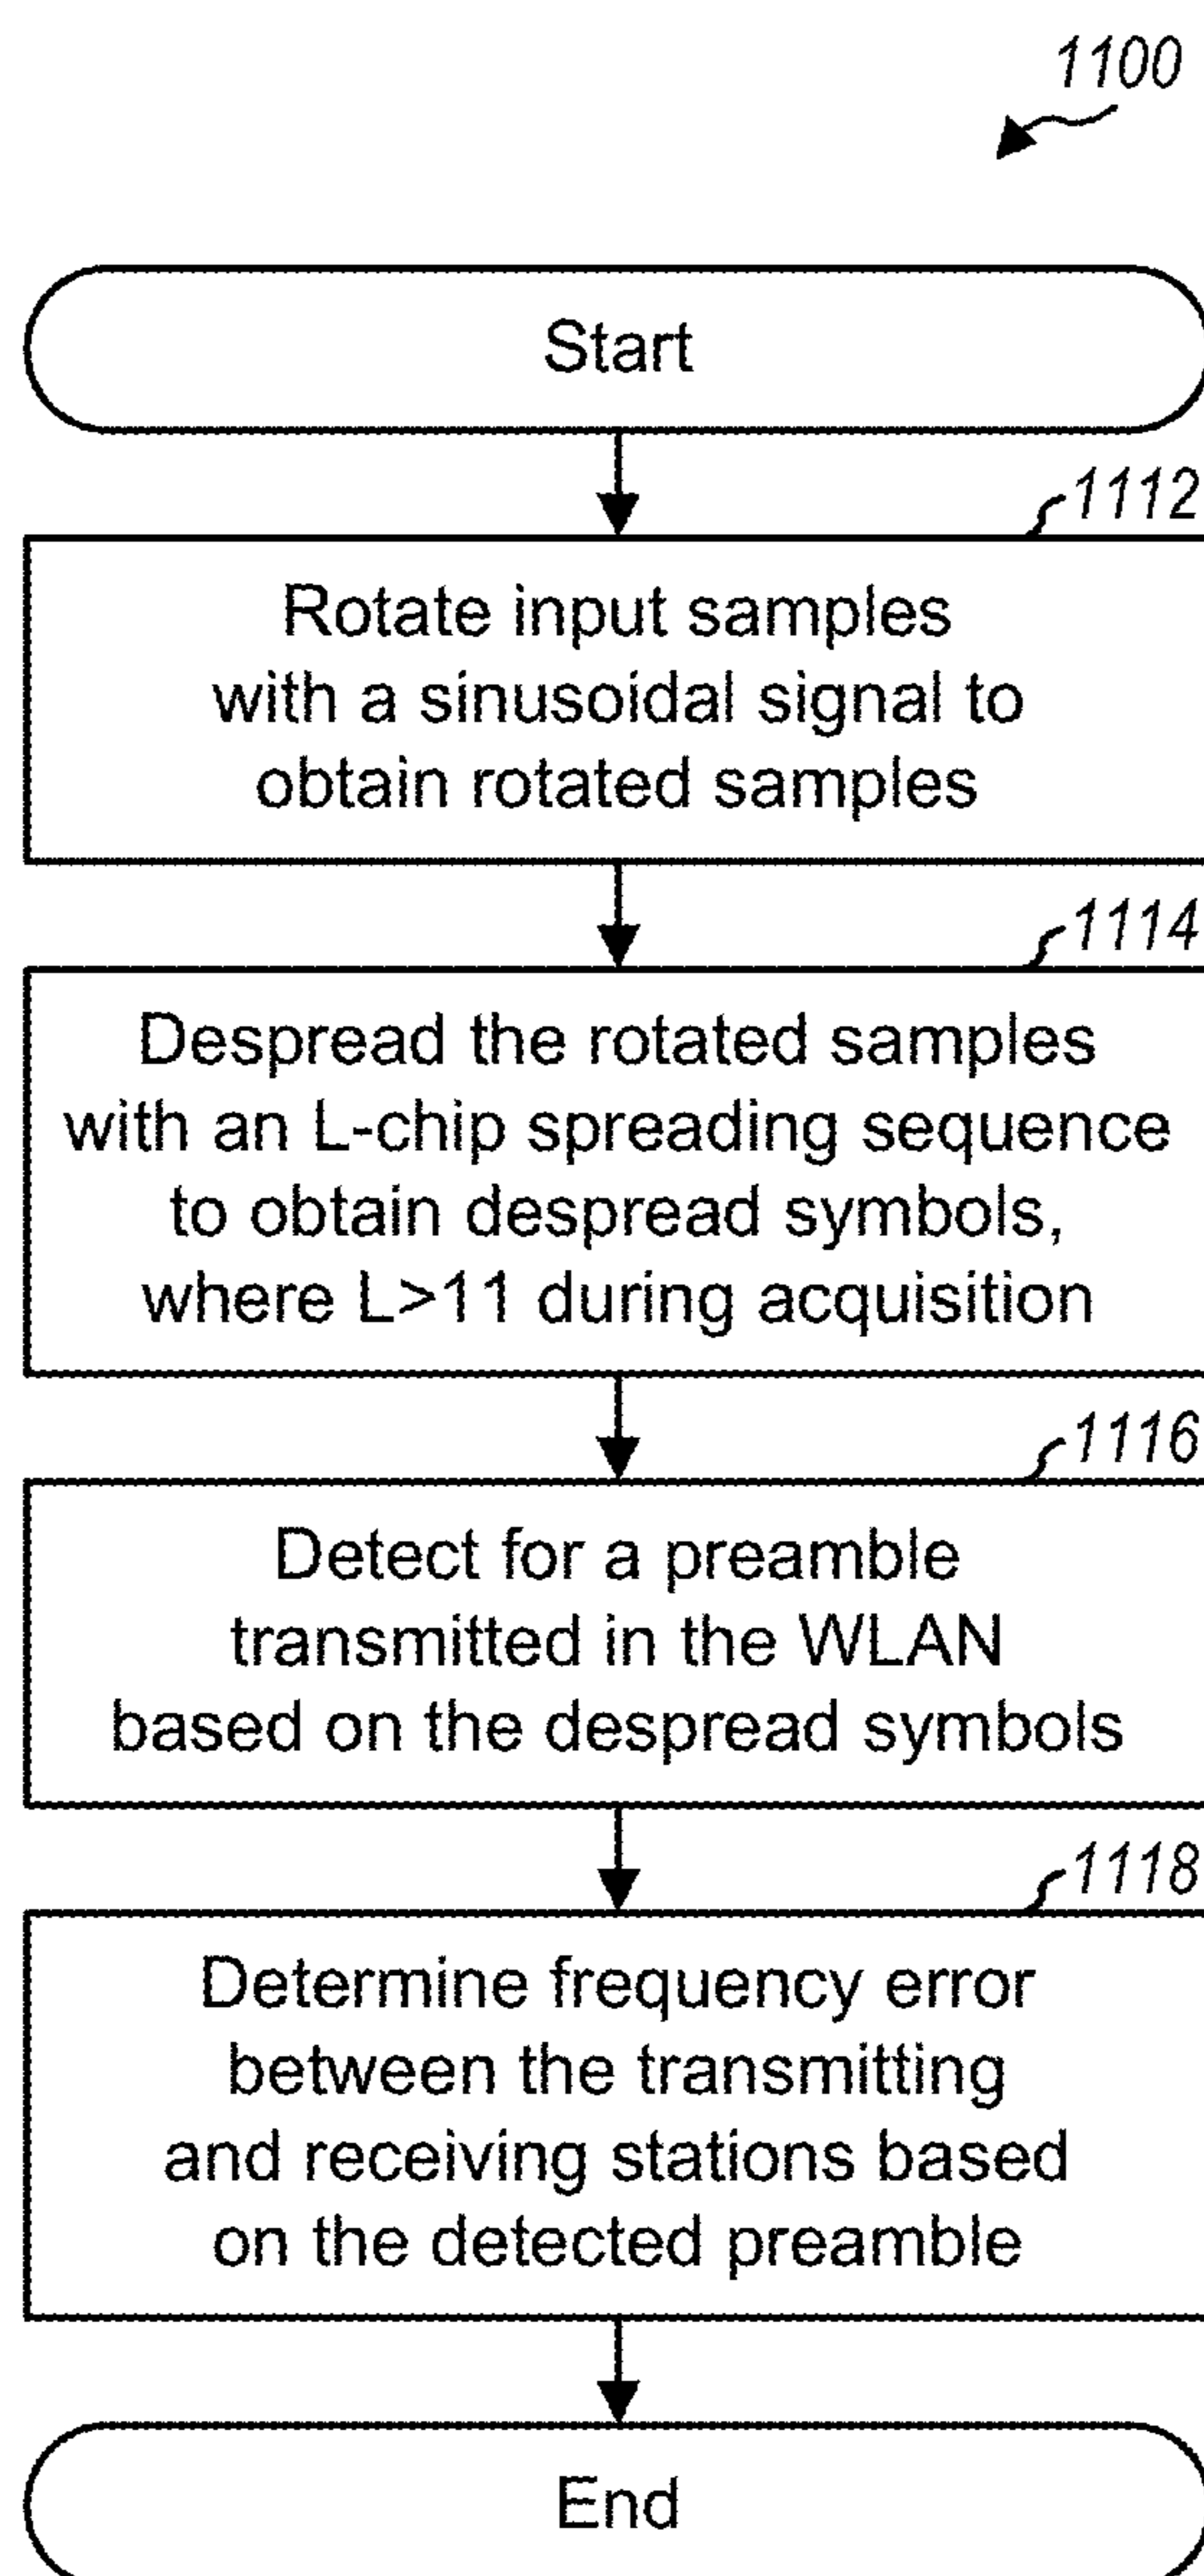 1100
Start
1112
Rotate input samples
with a sinusoidal signal to
obtain rotated samples
1114
Despread the rotated samples
with an L-chip spreading sequence
to obtain despread symbols,
where L>11 during acquisition
1116
Detect for a preamble
transmitted in the WLAN
based on the despread symbols
1118
Determine frequency error
between the transmitting
and receiving stations based
on the detected preamble
End